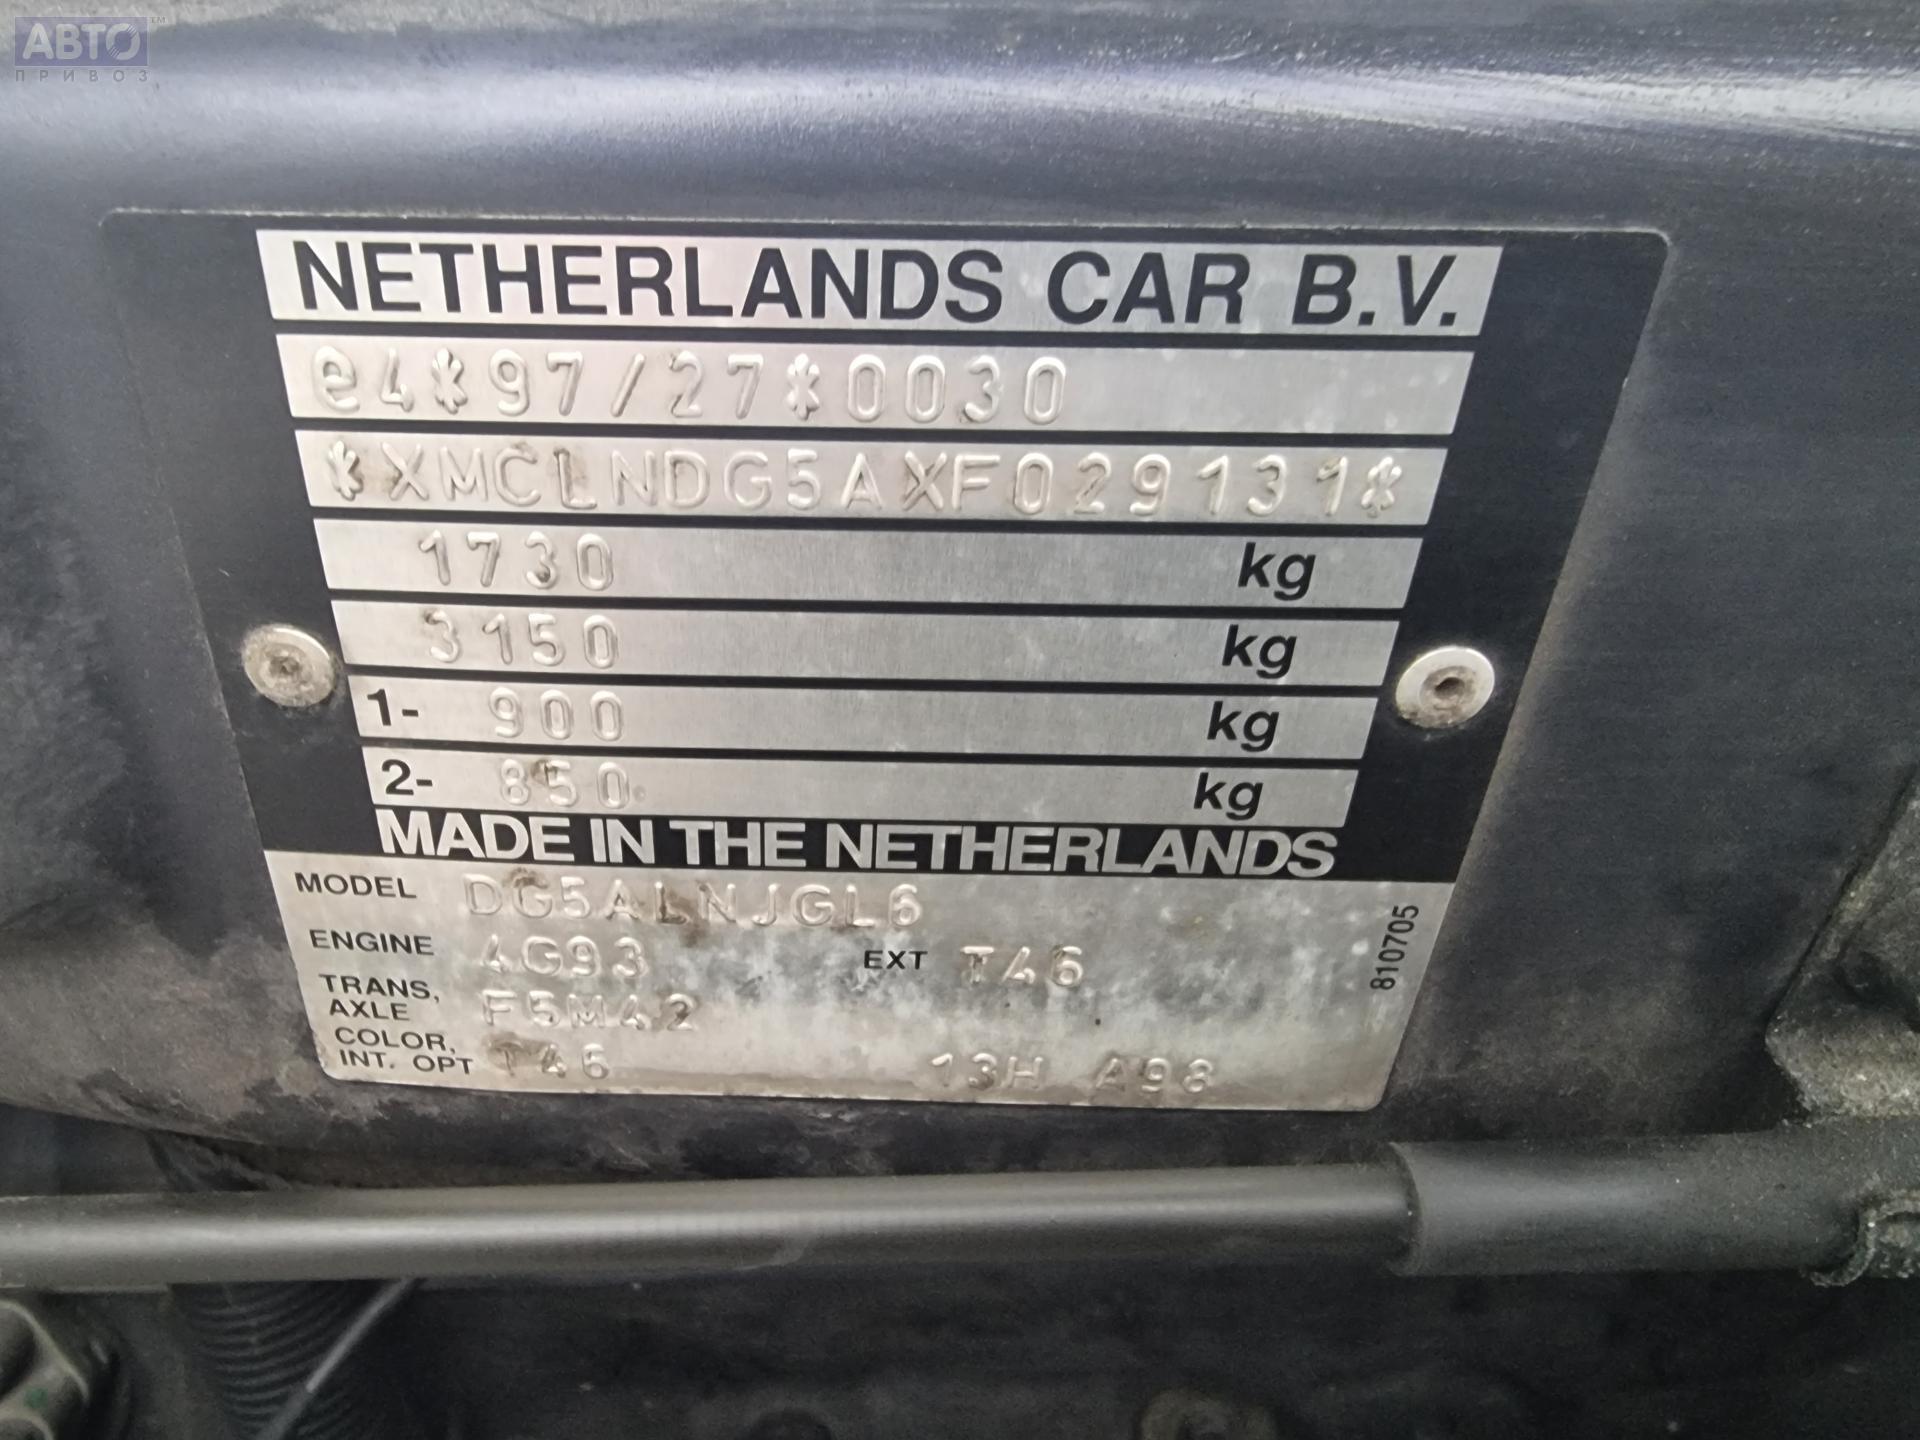 АВТО™
ПРИВОЗ
NETHERLANDS CAR B.V.
e4*97/27*0030
*XMCLNDG5AXF029131*
1730 kg
3150 kg
1- 900 kg
2- 850 kg
MADE IN THE NETHERLANDS
MODEL DG5ALNJGL6
ENGINE 4G93 EXT T46
TRANS, AXLE F5M42
COLOR, INT. OPT T46 13H A98
810705